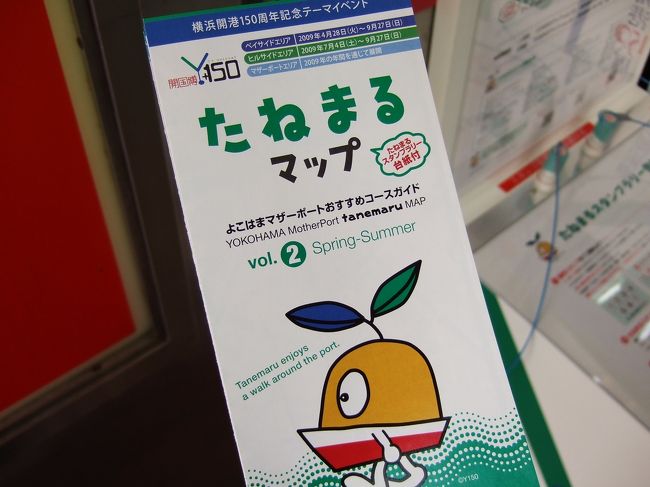 横浜開港150周年記念テーマイベント
ベイサイドエリア 2009年4月28日(火)〜9月27日(日)
ヒルサイドエリア 2009年7月4日(土)〜9月27日(日)
マザーポートエリア 2009年の年間を通じて展開
開国博 Y+150
たねまる
マップ
たねまる
スタンプラリー
台紙付
よこはまマザーポートおすすめコースガイド
YOKOHAMA MotherPort tanemaru MAP
vol. 2 Spring-Summer
Tanemaru enjoys
a walk around the port.
©Y150
たねまるスタンプラリー